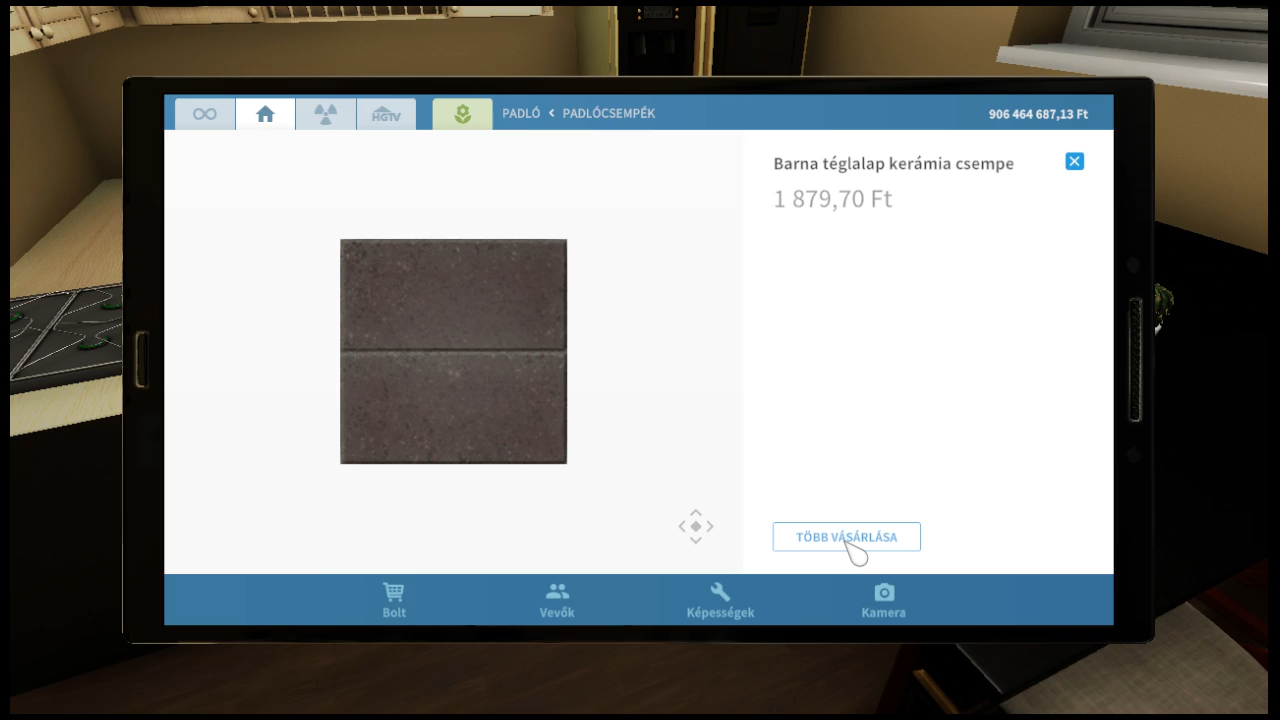 HGTV
PADLÓ < PADLÓCSEMPÉK
906 464 687,13 Ft
Barna téglalap kerámia csempe
1 879,70 Ft
TÖBB VÁSÁRLÁSA
Bolt
Vevők
Képességek
Kamera